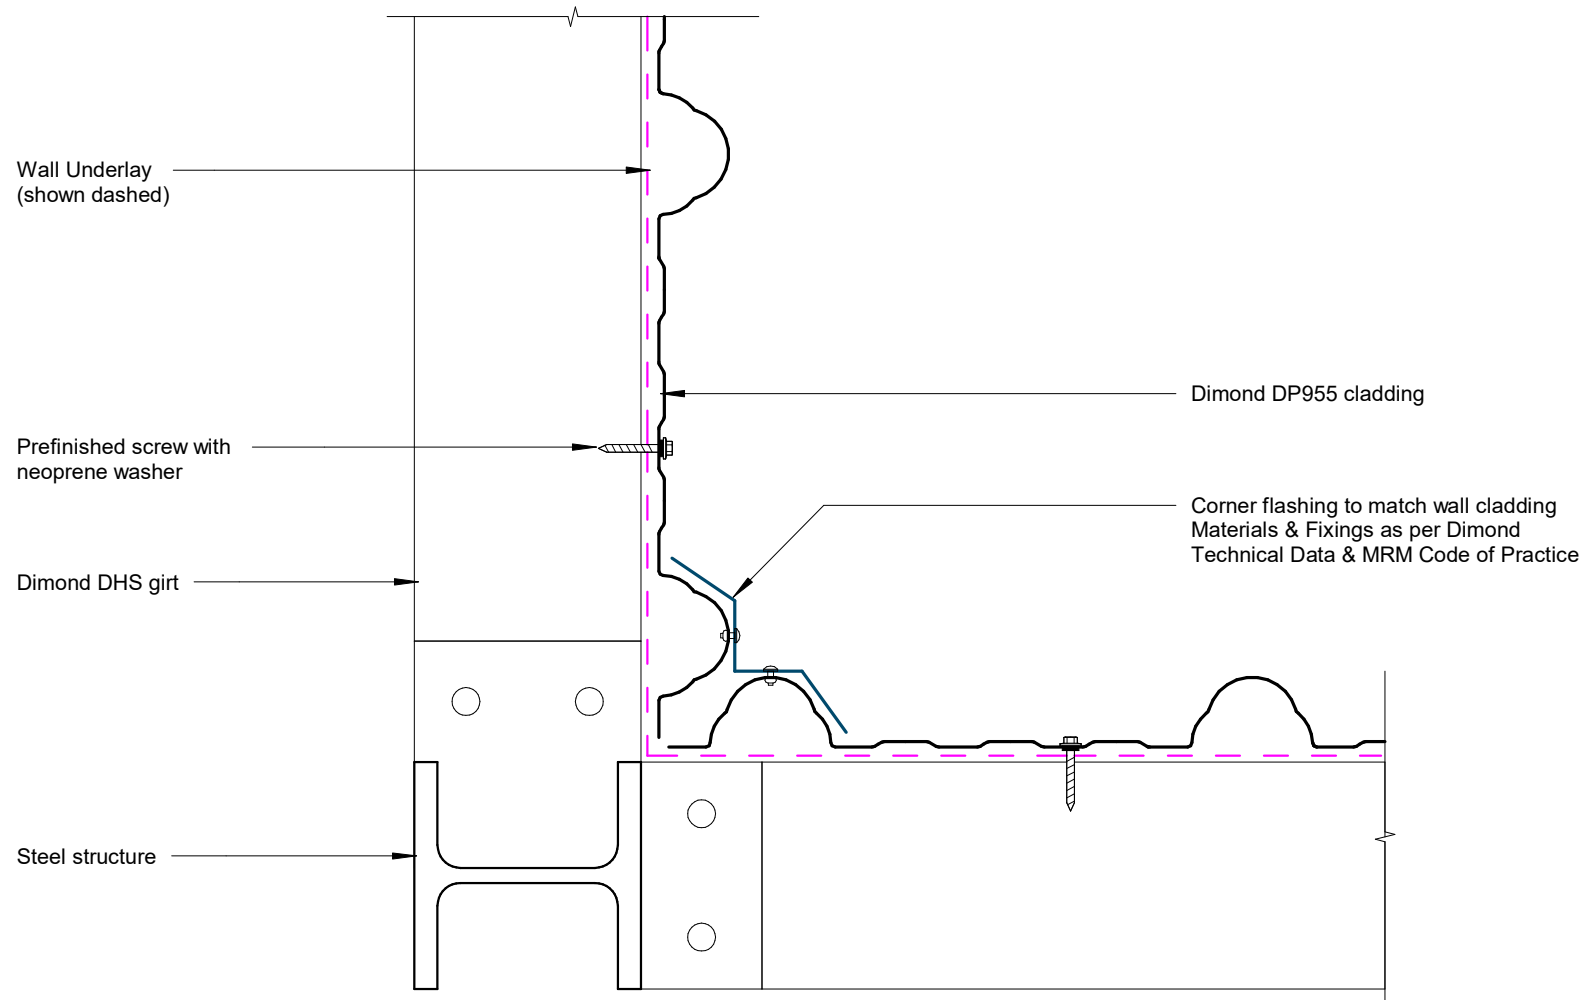 Wall Underlay
(shown dashed)
Dimond DP955 cladding
Prefinished screw with
neoprene washer
Corner flashing to match wall cladding
Materials & Fixings as per Dimond
Technical Data & MRM Code of Practice
Dimond DHS girt
Steel structure